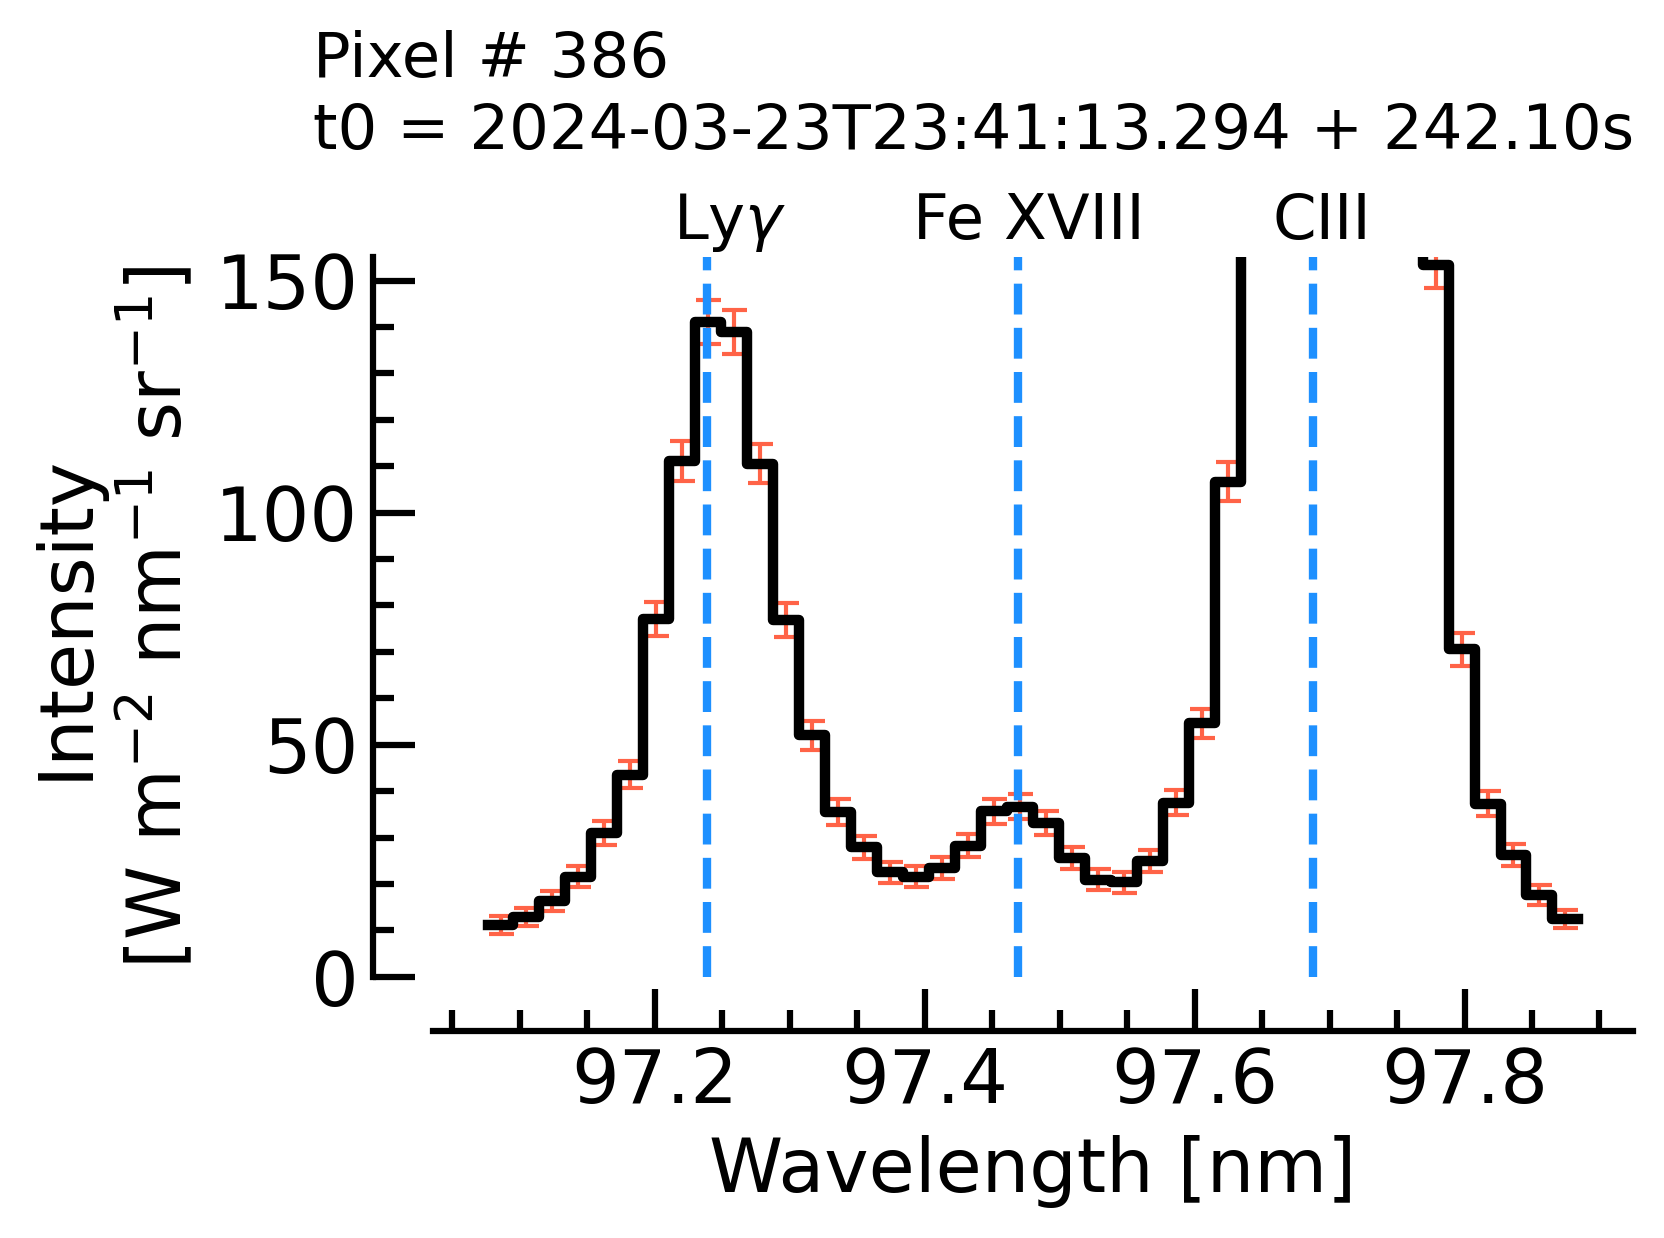 Pixel # 386
t0 = 2024-03-23T23:41:13.294 + 242.10s
Lyγ Fe XVIII CIII
Intensity
[W m⁻² nm⁻¹ sr⁻¹]
150
100
50
0
97.2 97.4 97.6 97.8
Wavelength [nm]